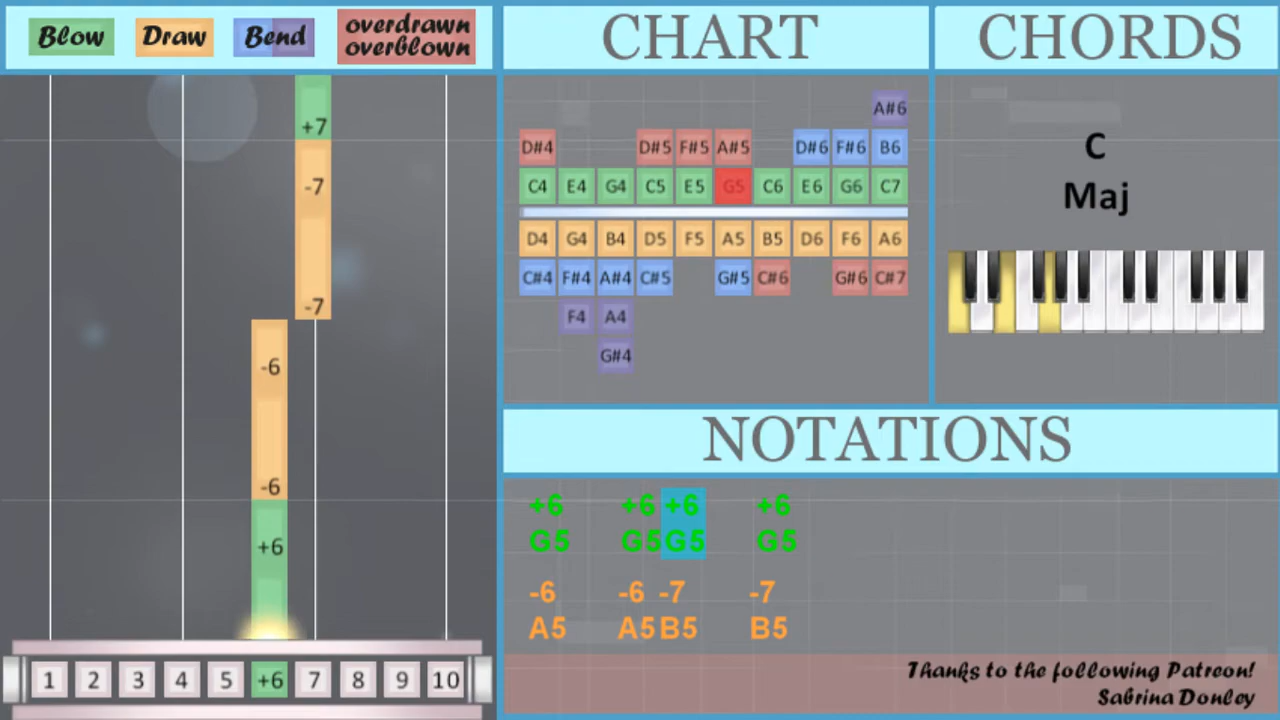 Blow Draw Bend overdrawn
overblown
CHART
CHORDS
+7
-7
-7
-6
-6
+6
1 2 3 4 5 +6 7 8 9 10
A#6
D#4 D#5 F#5 A#5 D#6 F#6 B6
C4 E4 G4 C5 E5 G5 C6 E6 G6 C7
D4 G4 B4 D5 F5 A5 B5 D6 F6 A6
C#4 F#4 A#4 C#5 G#5 C#6 G#6 C#7
F4 A4
G#4
C
Maj
NOTATIONS
+6 +6 +6 +6
G5 G5 G5 G5
-6 -6 -7 -7
A5 A5 B5 B5
Thanks to the following Patreon!
Sabrina Donley